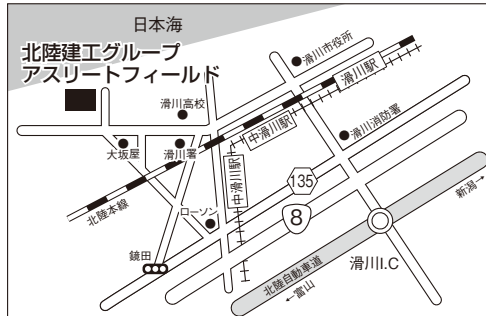 日本海
北陸建工グループ
アスリートフィールド
滑川市役所
滑川駅
滑川高校
中滑川駅
滑川消防署
大坂屋
滑川署
中滑川駅
135
北陸本線
ローソン
8
新潟→
鏡田
北陸自動車道
滑川I.C
←富山